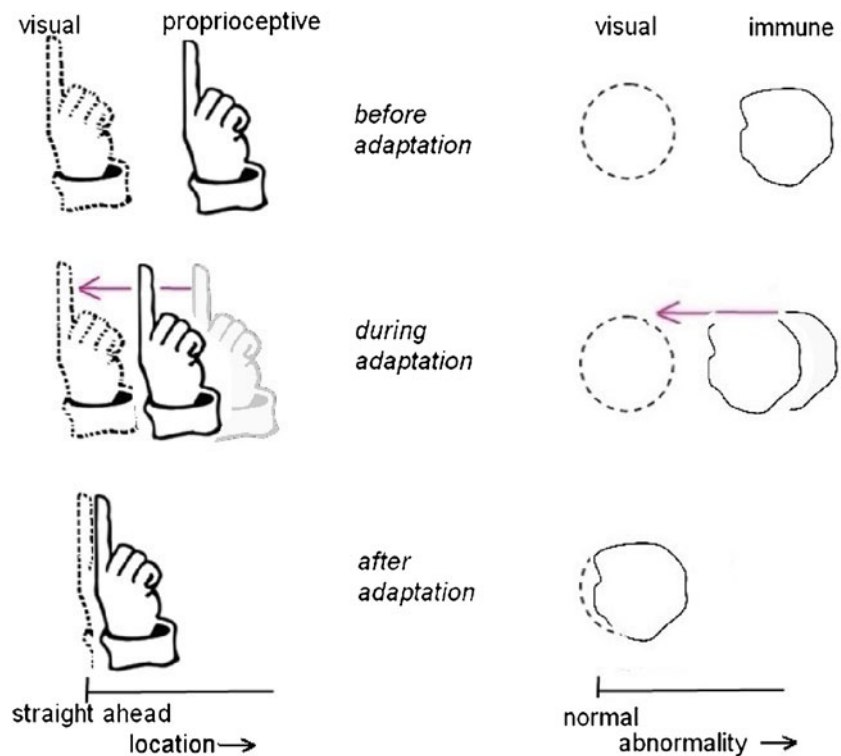 visual proprioceptive visual immune
before
adaptation
during
adaptation
after
adaptation
straight ahead normal
location→ abnormality →